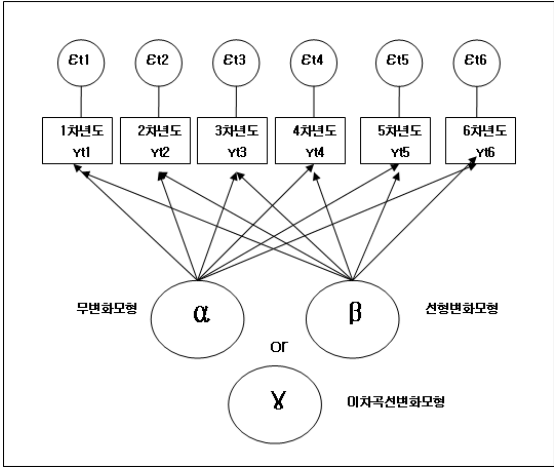 εt1 εt2 εt3 εt4 εt5 εt6
1차년도 2차년도 3차년도 4차년도 5차년도 6차년도
Yt1 Yt2 Yt3 Yt4 Yt5 Yt6
무변화모형 α β 선형변화모형
or
ɣ 이차곡선변화모형